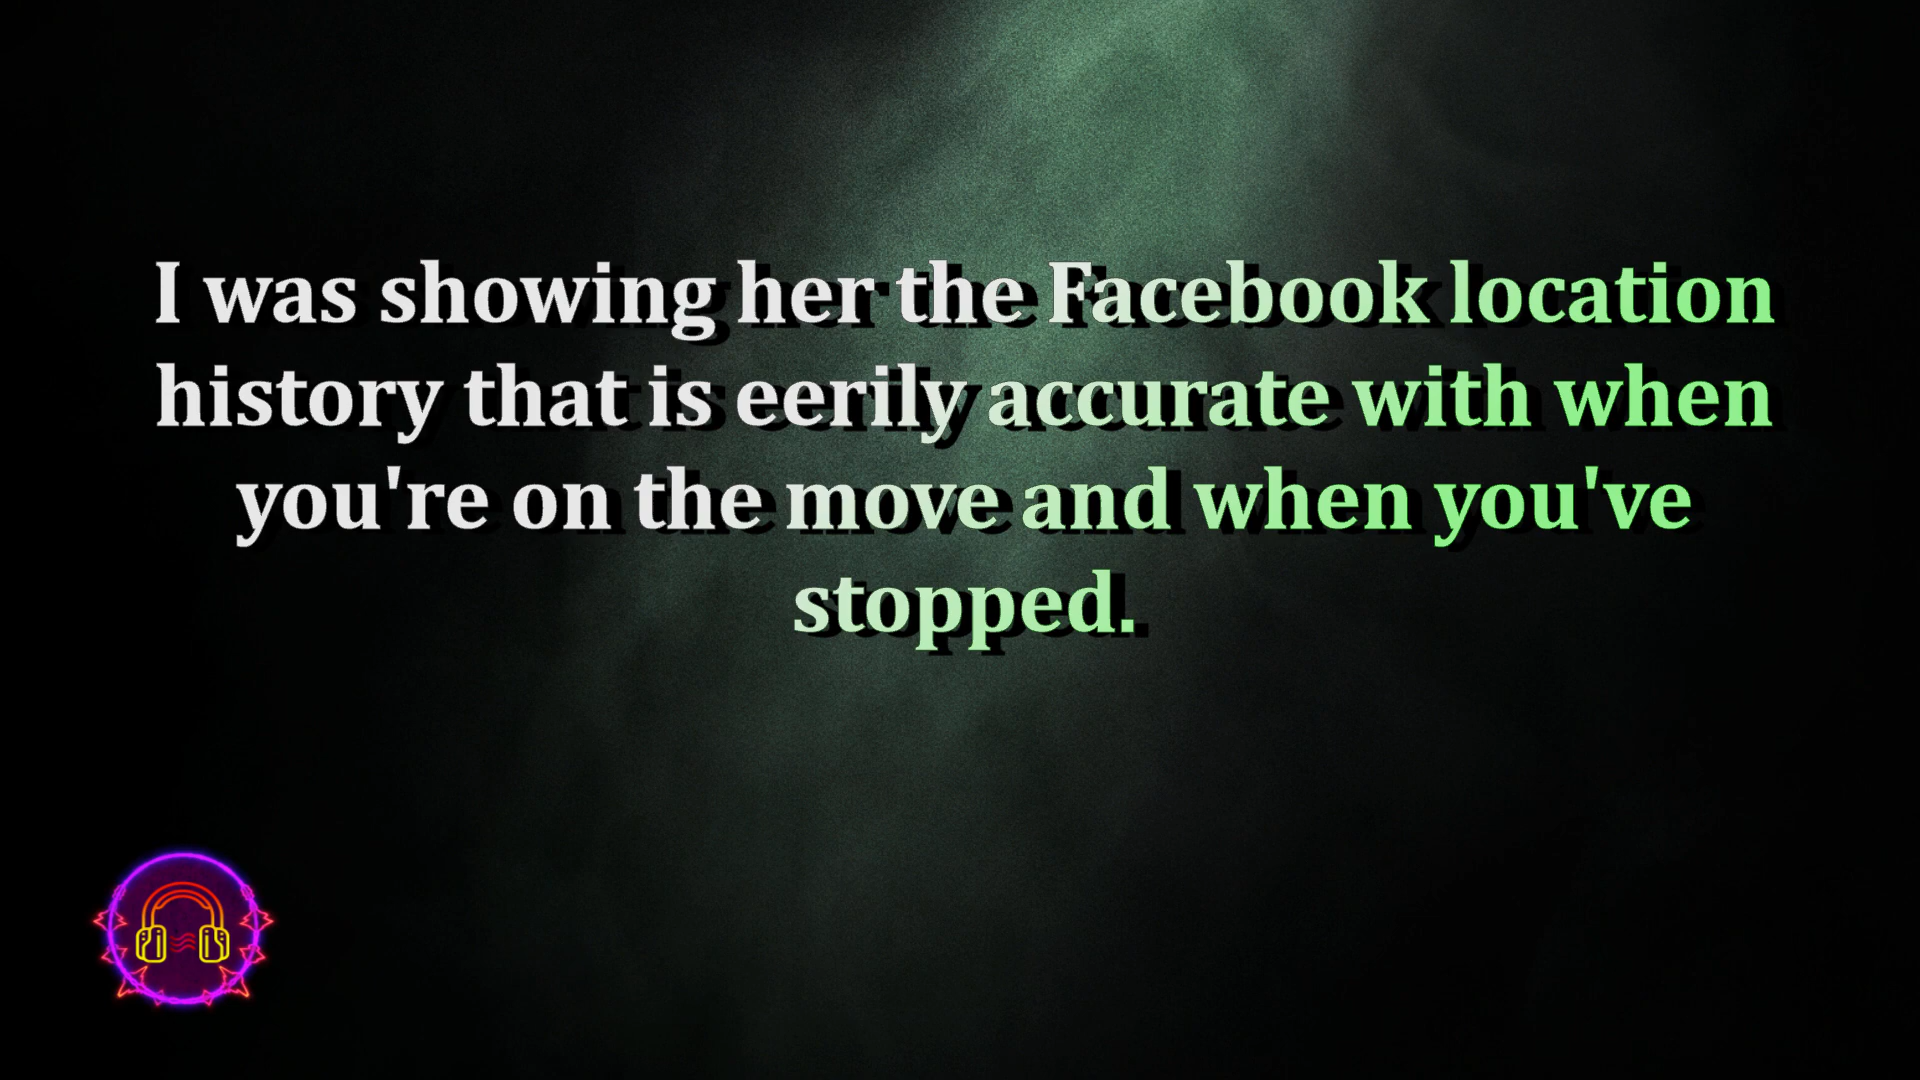 I was showing her the Facebook location
history that is eerily accurate with when
you're on the move and when you've
stopped.